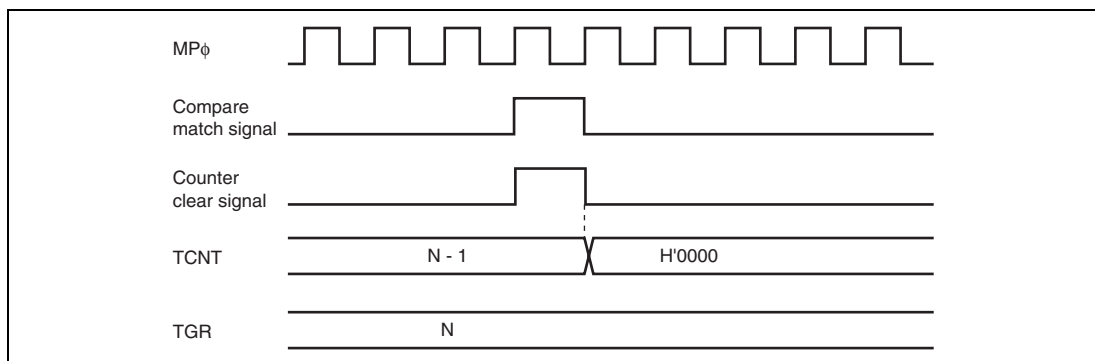 MPϕ
Compare
match signal
Counter
clear signal
TCNT
N - 1
H'0000
TGR
N